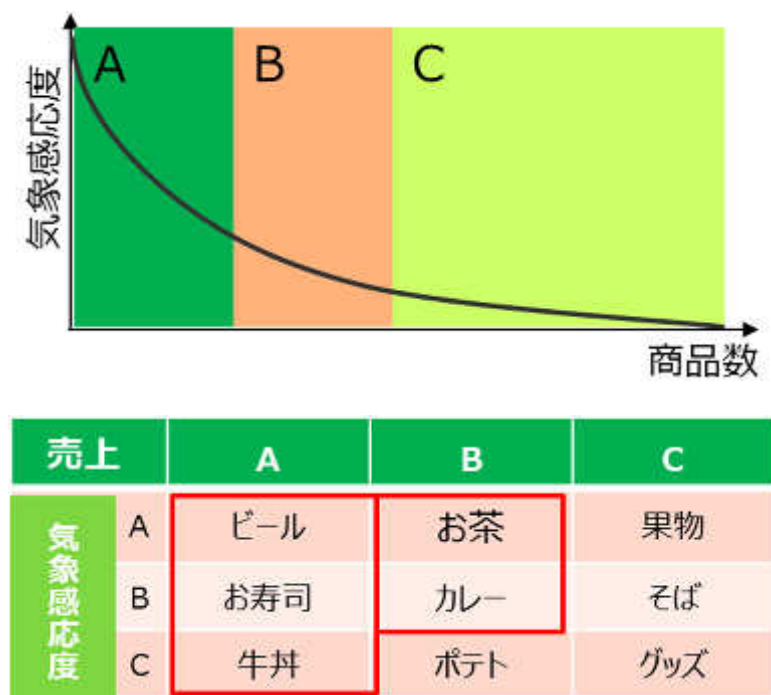 A B C
気象感応度
商品数
売上 A B C
気象感応度
A ビール お茶 果物
B お寿司 カレー そば
C 牛丼 ポテト グッズ